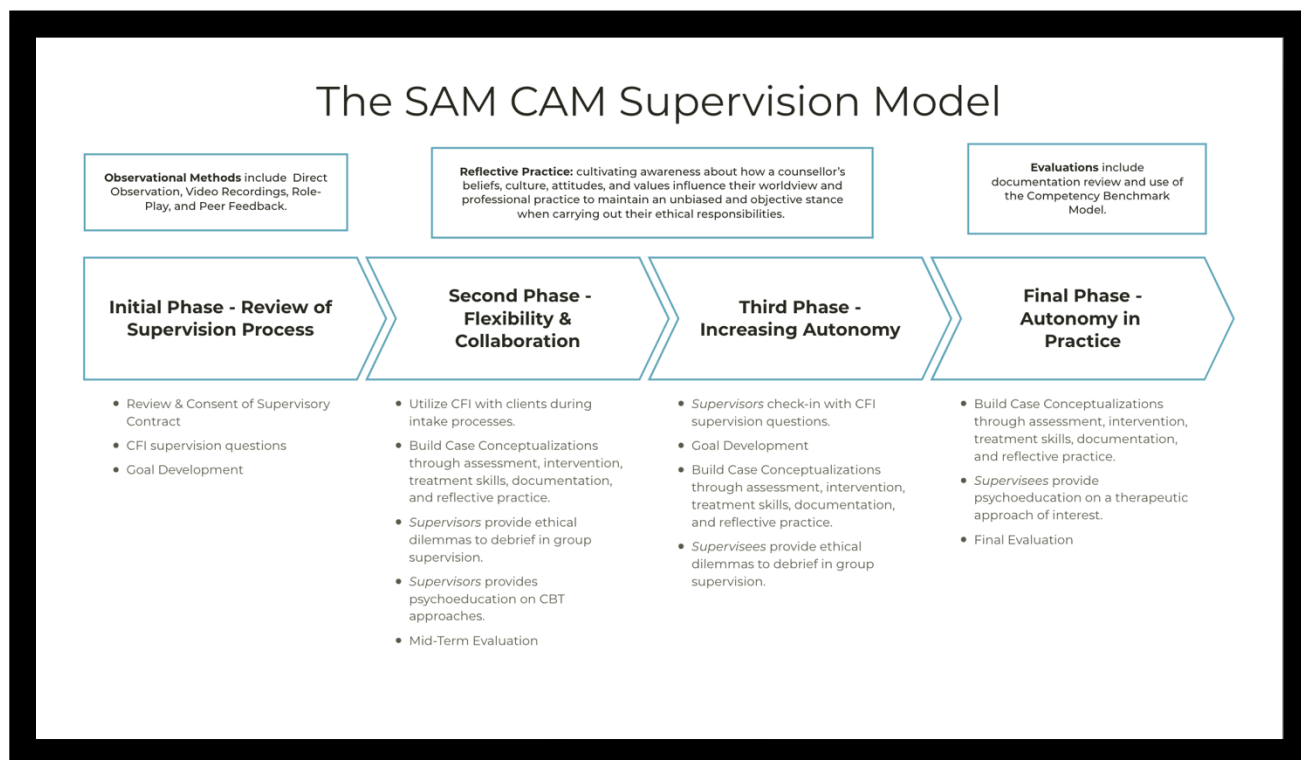 The SAM CAM Supervision Model
Observational Methods include Direct
Observation, Video Recordings, Role-
Play, and Peer Feedback.
Reflective Practice: cultivating awareness about how a counsellor's
beliefs, culture, attitudes, and values influence their worldview and
professional practice to maintain an unbiased and objective stance
when carrying out their ethical responsibilities.
Evaluations include
documentation review and use of
the Competency Benchmark
Model.
Initial Phase - Review of
Supervision Process
Second Phase -
Flexibility &
Collaboration
Third Phase -
Increasing Autonomy
Final Phase -
Autonomy in
Practice
• Review & Consent of Supervisory
Contract
• CFI supervision questions
• Goal Development
• Utilize CFI with clients during
intake processes.
• Build Case Conceptualizations
through assessment, intervention,
treatment skills, documentation,
and reflective practice.
• Supervisors provide ethical
dilemmas to debrief in group
supervision.
• Supervisors provides
psychoeducation on CBT
approaches.
• Mid-Term Evaluation
• Supervisors check-in with CFI
supervision questions.
• Goal Development
• Build Case Conceptualizations
through assessment, intervention,
treatment skills, documentation,
and reflective practice.
• Supervisees provide ethical
dilemmas to debrief in group
supervision.
• Build Case Conceptualizations
through assessment, intervention,
treatment skills, documentation,
and reflective practice.
• Supervisees provide
psychoeducation on a therapeutic
approach of interest.
• Final Evaluation